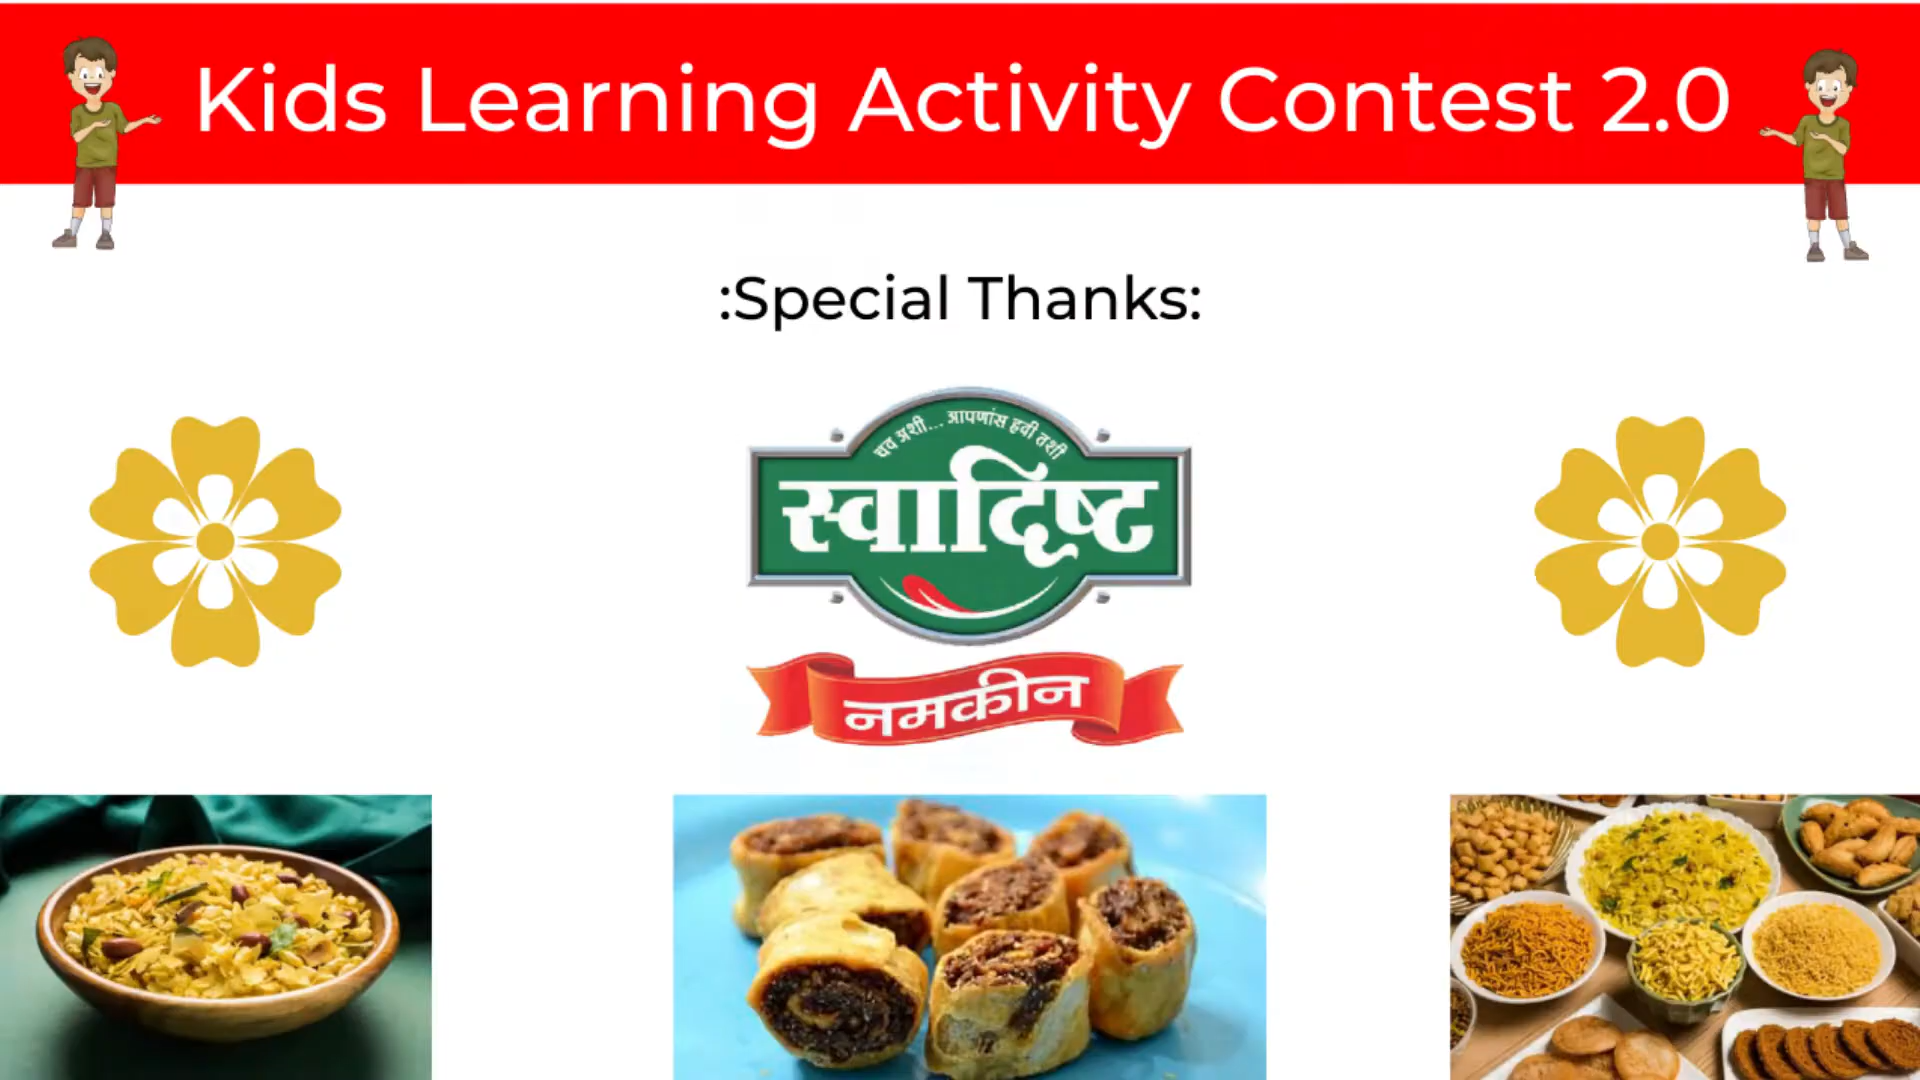 Kids Learning Activity Contest 2.0
:Special Thanks:
चव अशी... आपणांस हवी तशी
स्वादिष्ट
नमकीन